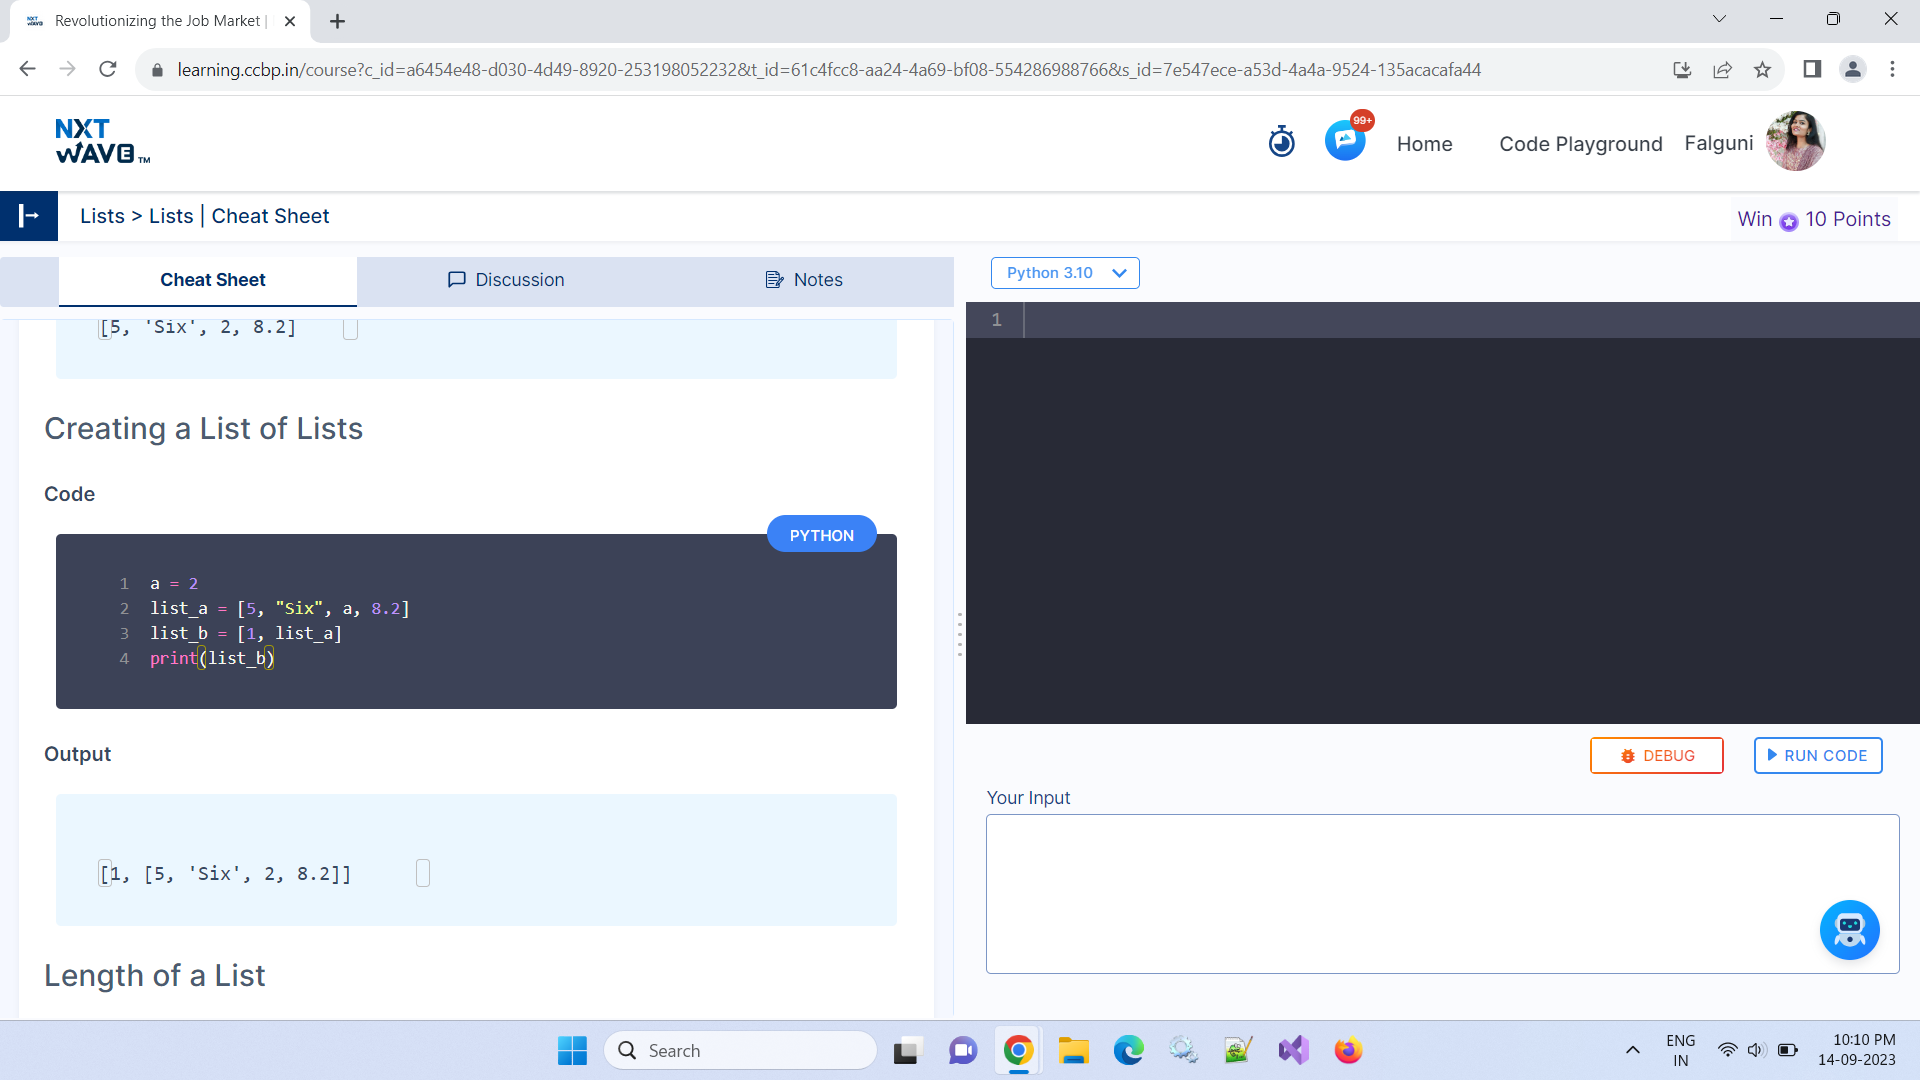 NXT WAVE
Revolutionizing the Job Market |
learning.ccbp.in/course?c_id=a6454e48-d030-4d49-8920-253198052232&t_id=61c4fcc8-aa24-4a69-bf08-554286988766&s_id=7e547ece-a53d-4a4a-9524-135acacafa44
NXT
WAVE TM
99+
Home
Code Playground
Falguni
Lists > Lists | Cheat Sheet
Win 10 Points
Cheat Sheet
Discussion
Notes
Python 3.10
[5, 'Six', 2, 8.2]
1
Creating a List of Lists
Code
PYTHON
1 a = 2
2 list_a = [5, "Six", a, 8.2]
3 list_b = [1, list_a]
4 print(list_b)
Output
[1, [5, 'Six', 2, 8.2]]
Length of a List
DEBUG
RUN CODE
Your Input
Search
ENG
IN
10:10 PM
14-09-2023